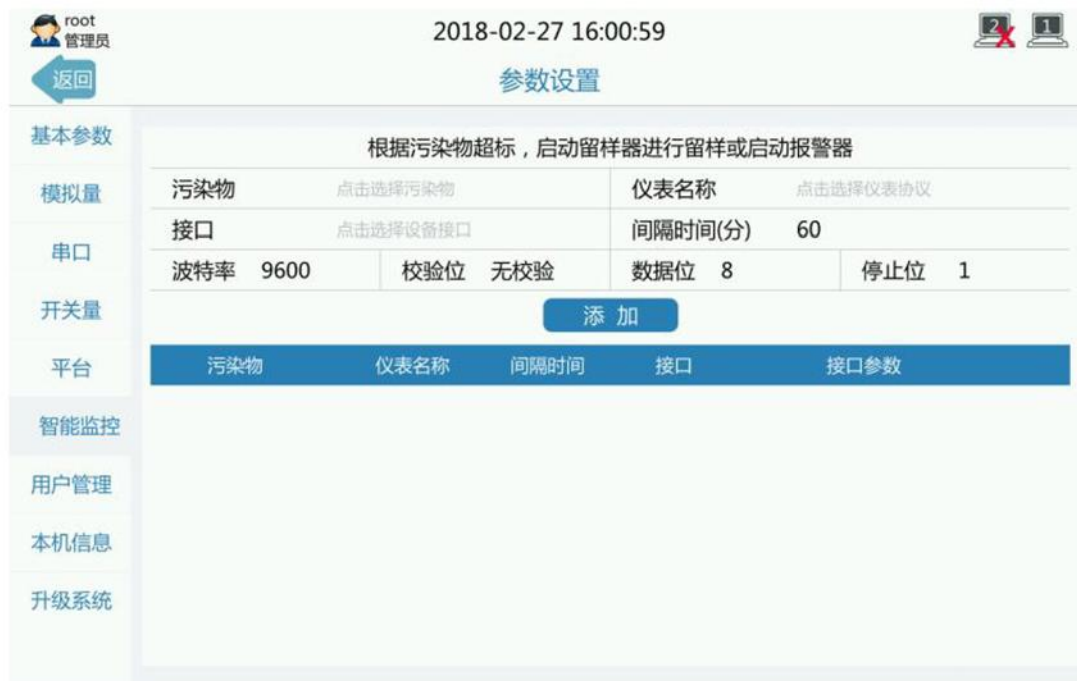 root
管理员
2018-02-27 16:00:59
2
1
返回
参数设置
基本参数
模拟量
串口
开关量
平台
智能监控
用户管理
本机信息
升级系统
根据污染物超标，启动留样器进行留样或启动报警器
污染物 点击选择污染物 仪表名称 点击选择仪表协议
接口 点击选择设备接口 间隔时间(分) 60
波特率 9600 校验位 无校验 数据位 8 停止位 1
添 加
污染物 仪表名称 间隔时间 接口 接口参数